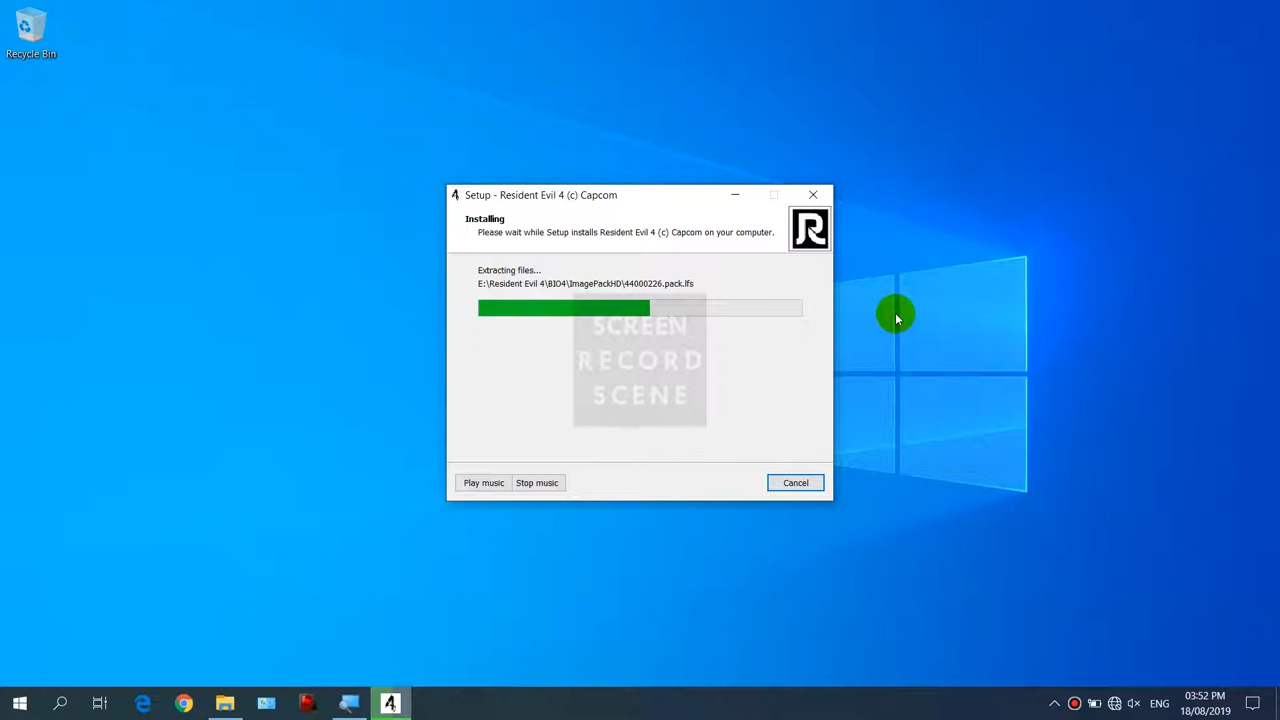 Recycle Bin
Setup - Resident Evil 4 (c) Capcom
Installing
Please wait while Setup installs Resident Evil 4 (c) Capcom on your computer.
Extracting files...
E:\Resident Evil 4\BIO4\ImagePackHD\44000226.pack.lfs
SCREEN
RECORD
SCENE
Play music
Stop music
Cancel
ENG
03:52 PM
18/08/2019